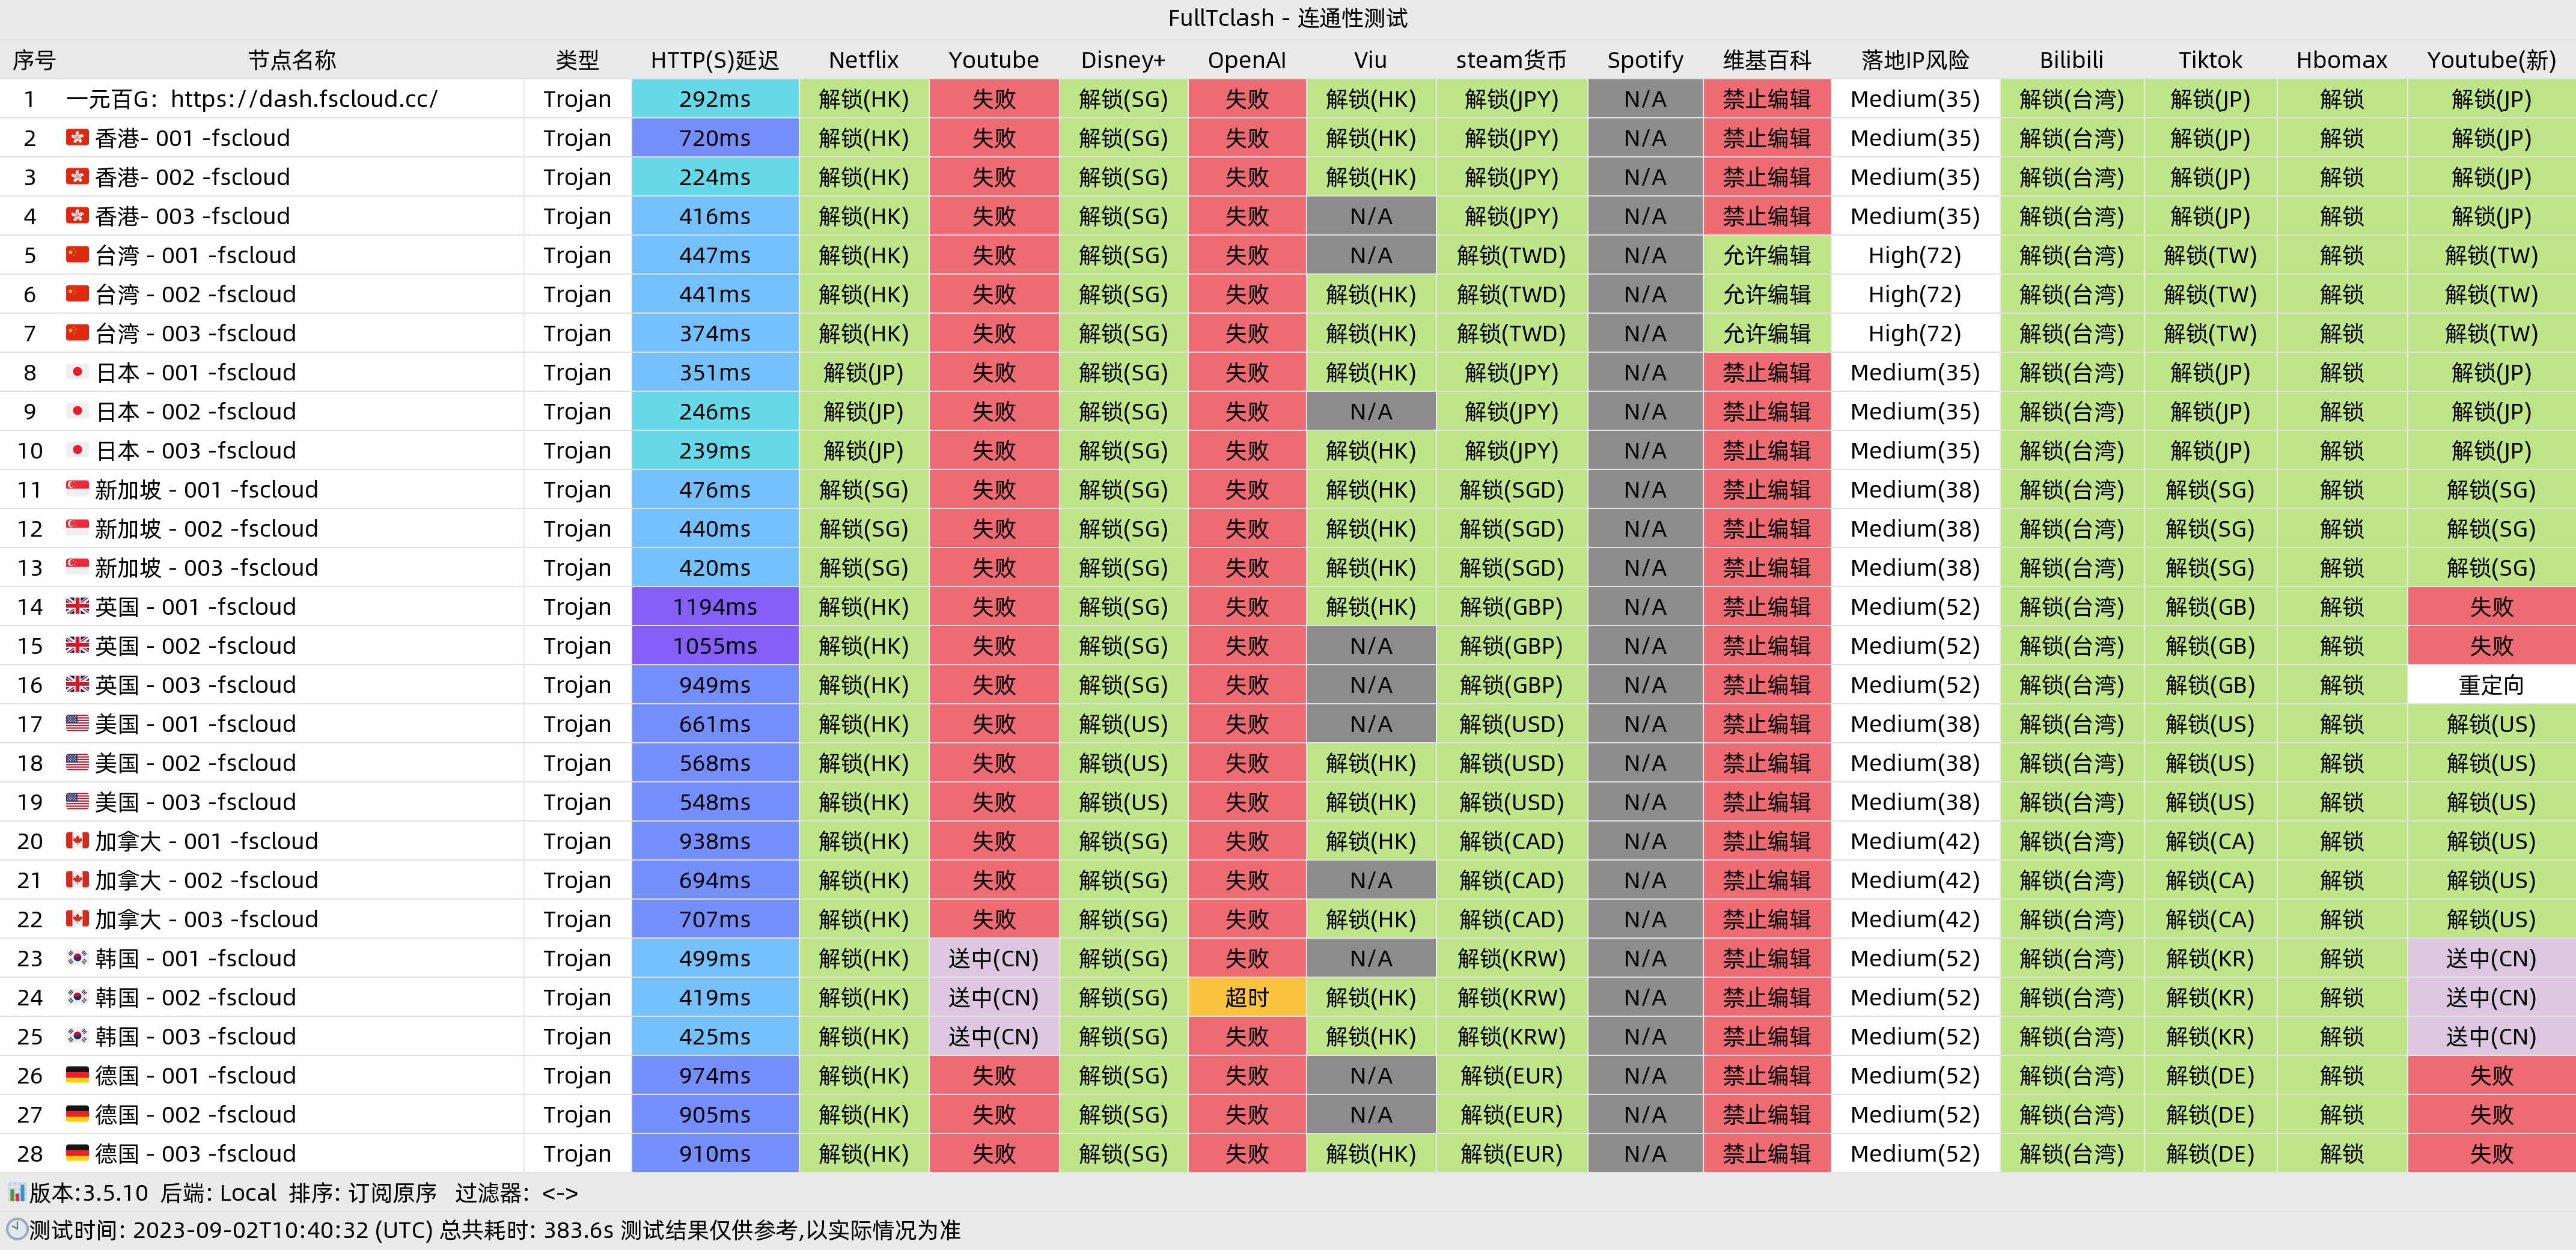 FullTclash - 连通性测试
序号 节点名称 类型 HTTP(S)延迟 Netflix Youtube Disney+ OpenAI Viu steam货币 Spotify 维基百科 落地IP风险 Bilibili Tiktok Hbomax Youtube(新)
1 一元百G：https://dash.fscloud.cc/ Trojan 292ms 解锁(HK) 失败 解锁(SG) 失败 解锁(HK) 解锁(JPY) N/A 禁止编辑 Medium(35) 解锁(台湾) 解锁(JP) 解锁 解锁(JP)
2 香港- 001 -fscloud Trojan 720ms 解锁(HK) 失败 解锁(SG) 失败 解锁(HK) 解锁(JPY) N/A 禁止编辑 Medium(35) 解锁(台湾) 解锁(JP) 解锁 解锁(JP)
3 香港- 002 -fscloud Trojan 224ms 解锁(HK) 失败 解锁(SG) 失败 解锁(HK) 解锁(JPY) N/A 禁止编辑 Medium(35) 解锁(台湾) 解锁(JP) 解锁 解锁(JP)
4 香港- 003 -fscloud Trojan 416ms 解锁(HK) 失败 解锁(SG) 失败 N/A 解锁(JPY) N/A 禁止编辑 Medium(35) 解锁(台湾) 解锁(JP) 解锁 解锁(JP)
5 台湾 - 001 -fscloud Trojan 447ms 解锁(HK) 失败 解锁(SG) 失败 N/A 解锁(TWD) N/A 允许编辑 High(72) 解锁(台湾) 解锁(TW) 解锁 解锁(TW)
6 台湾 - 002 -fscloud Trojan 441ms 解锁(HK) 失败 解锁(SG) 失败 解锁(HK) 解锁(TWD) N/A 允许编辑 High(72) 解锁(台湾) 解锁(TW) 解锁 解锁(TW)
7 台湾 - 003 -fscloud Trojan 374ms 解锁(HK) 失败 解锁(SG) 失败 解锁(HK) 解锁(TWD) N/A 允许编辑 High(72) 解锁(台湾) 解锁(TW) 解锁 解锁(TW)
8 日本 - 001 -fscloud Trojan 351ms 解锁(JP) 失败 解锁(SG) 失败 解锁(HK) 解锁(JPY) N/A 禁止编辑 Medium(35) 解锁(台湾) 解锁(JP) 解锁 解锁(JP)
9 日本 - 002 -fscloud Trojan 246ms 解锁(JP) 失败 解锁(SG) 失败 N/A 解锁(JPY) N/A 禁止编辑 Medium(35) 解锁(台湾) 解锁(JP) 解锁 解锁(JP)
10 日本 - 003 -fscloud Trojan 239ms 解锁(JP) 失败 解锁(SG) 失败 解锁(HK) 解锁(JPY) N/A 禁止编辑 Medium(35) 解锁(台湾) 解锁(JP) 解锁 解锁(JP)
11 新加坡 - 001 -fscloud Trojan 476ms 解锁(SG) 失败 解锁(SG) 失败 解锁(HK) 解锁(SGD) N/A 禁止编辑 Medium(38) 解锁(台湾) 解锁(SG) 解锁 解锁(SG)
12 新加坡 - 002 -fscloud Trojan 440ms 解锁(SG) 失败 解锁(SG) 失败 解锁(HK) 解锁(SGD) N/A 禁止编辑 Medium(38) 解锁(台湾) 解锁(SG) 解锁 解锁(SG)
13 新加坡 - 003 -fscloud Trojan 420ms 解锁(SG) 失败 解锁(SG) 失败 解锁(HK) 解锁(SGD) N/A 禁止编辑 Medium(38) 解锁(台湾) 解锁(SG) 解锁 解锁(SG)
14 英国 - 001 -fscloud Trojan 1194ms 解锁(HK) 失败 解锁(SG) 失败 解锁(HK) 解锁(GBP) N/A 禁止编辑 Medium(52) 解锁(台湾) 解锁(GB) 解锁 失败
15 英国 - 002 -fscloud Trojan 1055ms 解锁(HK) 失败 解锁(SG) 失败 N/A 解锁(GBP) N/A 禁止编辑 Medium(52) 解锁(台湾) 解锁(GB) 解锁 失败
16 英国 - 003 -fscloud Trojan 949ms 解锁(HK) 失败 解锁(SG) 失败 N/A 解锁(GBP) N/A 禁止编辑 Medium(52) 解锁(台湾) 解锁(GB) 解锁 重定向
17 美国 - 001 -fscloud Trojan 661ms 解锁(HK) 失败 解锁(US) 失败 N/A 解锁(USD) N/A 禁止编辑 Medium(38) 解锁(台湾) 解锁(US) 解锁 解锁(US)
18 美国 - 002 -fscloud Trojan 568ms 解锁(HK) 失败 解锁(US) 失败 解锁(HK) 解锁(USD) N/A 禁止编辑 Medium(38) 解锁(台湾) 解锁(US) 解锁 解锁(US)
19 美国 - 003 -fscloud Trojan 548ms 解锁(HK) 失败 解锁(US) 失败 解锁(HK) 解锁(USD) N/A 禁止编辑 Medium(38) 解锁(台湾) 解锁(US) 解锁 解锁(US)
20 加拿大 - 001 -fscloud Trojan 938ms 解锁(HK) 失败 解锁(SG) 失败 解锁(HK) 解锁(CAD) N/A 禁止编辑 Medium(42) 解锁(台湾) 解锁(CA) 解锁 解锁(US)
21 加拿大 - 002 -fscloud Trojan 694ms 解锁(HK) 失败 解锁(SG) 失败 N/A 解锁(CAD) N/A 禁止编辑 Medium(42) 解锁(台湾) 解锁(CA) 解锁 解锁(US)
22 加拿大 - 003 -fscloud Trojan 707ms 解锁(HK) 失败 解锁(SG) 失败 解锁(HK) 解锁(CAD) N/A 禁止编辑 Medium(42) 解锁(台湾) 解锁(CA) 解锁 解锁(US)
23 韩国 - 001 -fscloud Trojan 499ms 解锁(HK) 送中(CN) 解锁(SG) 失败 N/A 解锁(KRW) N/A 禁止编辑 Medium(52) 解锁(台湾) 解锁(KR) 解锁 送中(CN)
24 韩国 - 002 -fscloud Trojan 419ms 解锁(HK) 送中(CN) 解锁(SG) 超时 解锁(HK) 解锁(KRW) N/A 禁止编辑 Medium(52) 解锁(台湾) 解锁(KR) 解锁 送中(CN)
25 韩国 - 003 -fscloud Trojan 425ms 解锁(HK) 送中(CN) 解锁(SG) 失败 解锁(HK) 解锁(KRW) N/A 禁止编辑 Medium(52) 解锁(台湾) 解锁(KR) 解锁 送中(CN)
26 德国 - 001 -fscloud Trojan 974ms 解锁(HK) 失败 解锁(SG) 失败 N/A 解锁(EUR) N/A 禁止编辑 Medium(52) 解锁(台湾) 解锁(DE) 解锁 失败
27 德国 - 002 -fscloud Trojan 905ms 解锁(HK) 失败 解锁(SG) 失败 N/A 解锁(EUR) N/A 禁止编辑 Medium(52) 解锁(台湾) 解锁(DE) 解锁 失败
28 德国 - 003 -fscloud Trojan 910ms 解锁(HK) 失败 解锁(SG) 失败 解锁(HK) 解锁(EUR) N/A 禁止编辑 Medium(52) 解锁(台湾) 解锁(DE) 解锁 失败
版本:3.5.10 后端: Local 排序: 订阅原序 过滤器: <->
测试时间: 2023-09-02T10:40:32 (UTC) 总共耗时: 383.6s 测试结果仅供参考,以实际情况为准